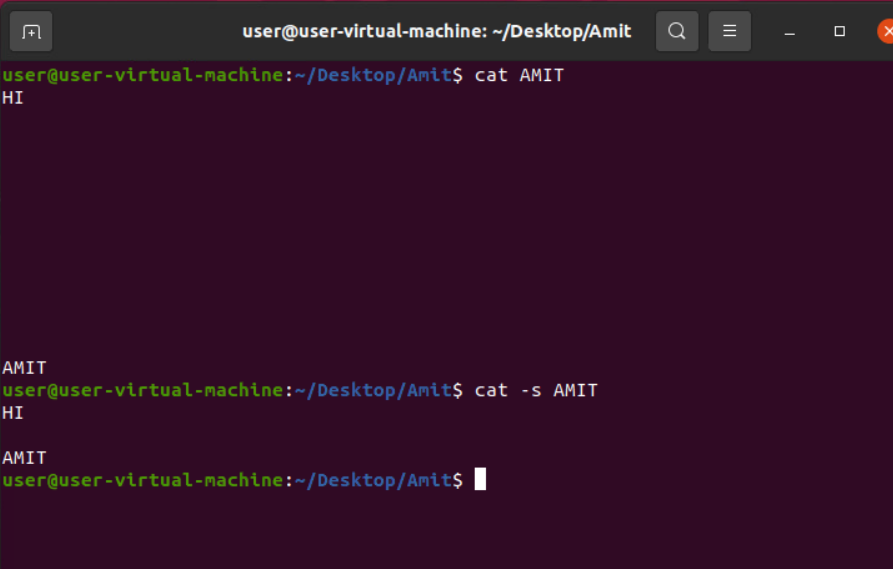 user@user-virtual-machine: ~/Desktop/Amit
user@user-virtual-machine:~/Desktop/Amit$ cat AMIT
HI
AMIT
user@user-virtual-machine:~/Desktop/Amit$ cat -s AMIT
HI
AMIT
user@user-virtual-machine:~/Desktop/Amit$